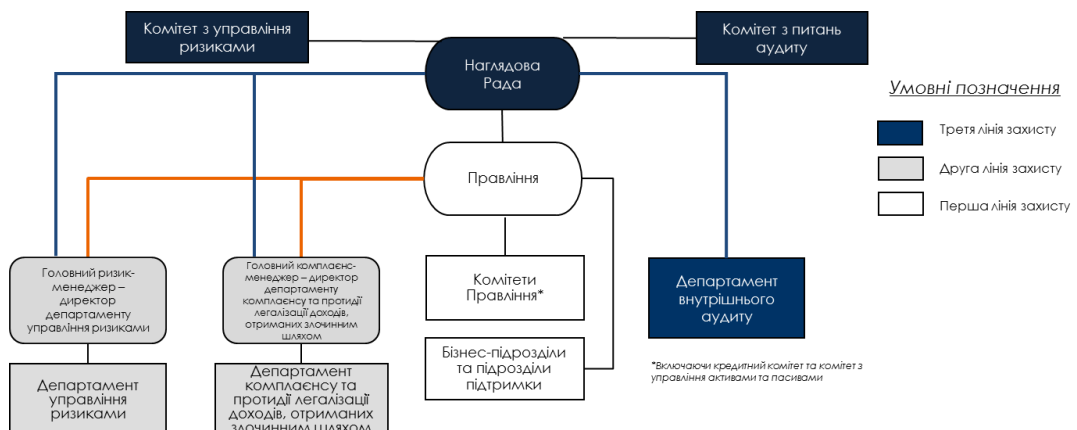 Комітет з управління
ризиками
Комітет з питань
аудиту
Наглядова
Рада
Умовні позначення
Третя лінія захисту
Друга лінія захисту
Перша лінія захисту
Правління
Головний ризик-
менеджер –
директор
департаменту
управління ризиками
Головний комплаєнс-
менеджер – директор
департаменту
комплаєнсу та протидії
легалізації доходів,
отриманих злочинним
шляхом
Комітети
Правління*
Департамент
внутрішнього
аудиту
Бізнес-підрозділи
та підрозділи
підтримки
*Включаючи кредитний комітет та комітет з
управління активами та пасивами
Департамент
управління
ризиками
Департамент
комплаєнсу та
протидії легалізації
доходів, отриманих
злочинним шляхом